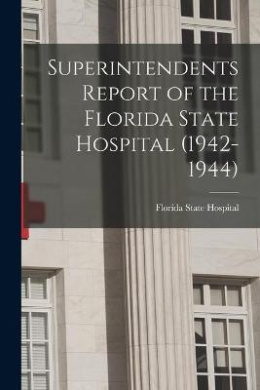 Superintendents
Report of the
Florida State
Hospital (1942-
1944)
Florida State Hospital